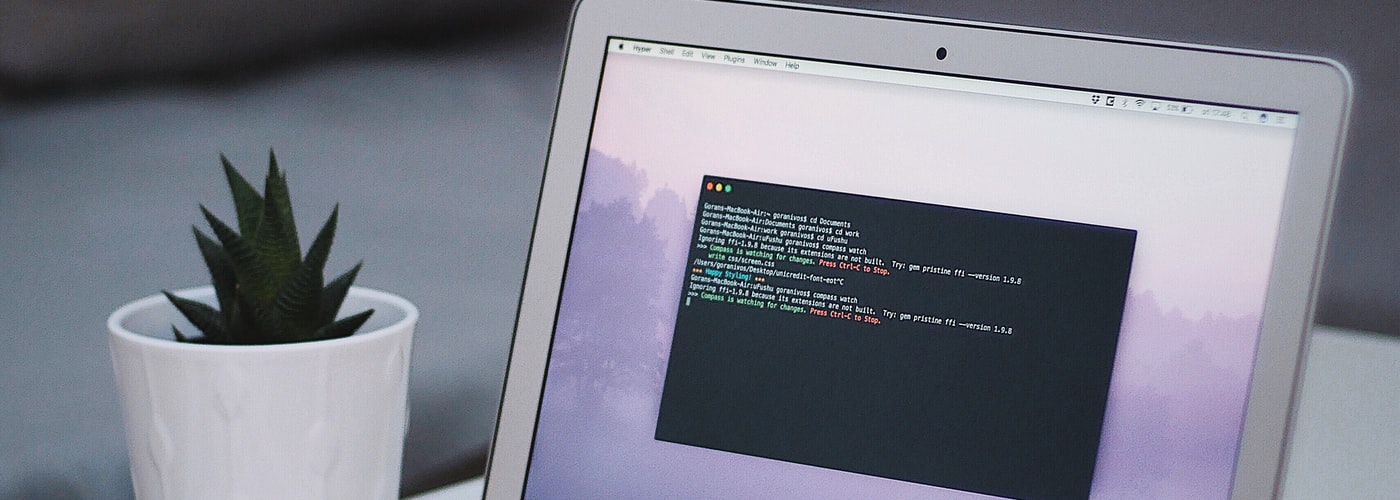 Hyper Shell Edit View Plugins Window Help
Gorans-MacBook-Air:~ goranivos$ cd Documents
Gorans-MacBook-Air:Documents goranivos$ cd work
Gorans-MacBook-Air:work goranivos$ cd uFushu
Gorans-MacBook-Air:uFushu goranivos$ compass watch
Ignoring ffi-1.9.8 because its extensions are not built.  Try: gem pristine ffi --version 1.9.8
>>> Compass is watching for changes. Press Ctrl-C to Stop.
write css/screen.css
/Users/goranivos/Desktop/unicredit-font-eot^C
*** Happy Styling! ***
Gorans-MacBook-Air:uFushu goranivos$ compass watch
Ignoring ffi-1.9.8 because its extensions are not built.  Try: gem pristine ffi --version 1.9.8
>>> Compass is watching for changes. Press Ctrl-C to Stop.